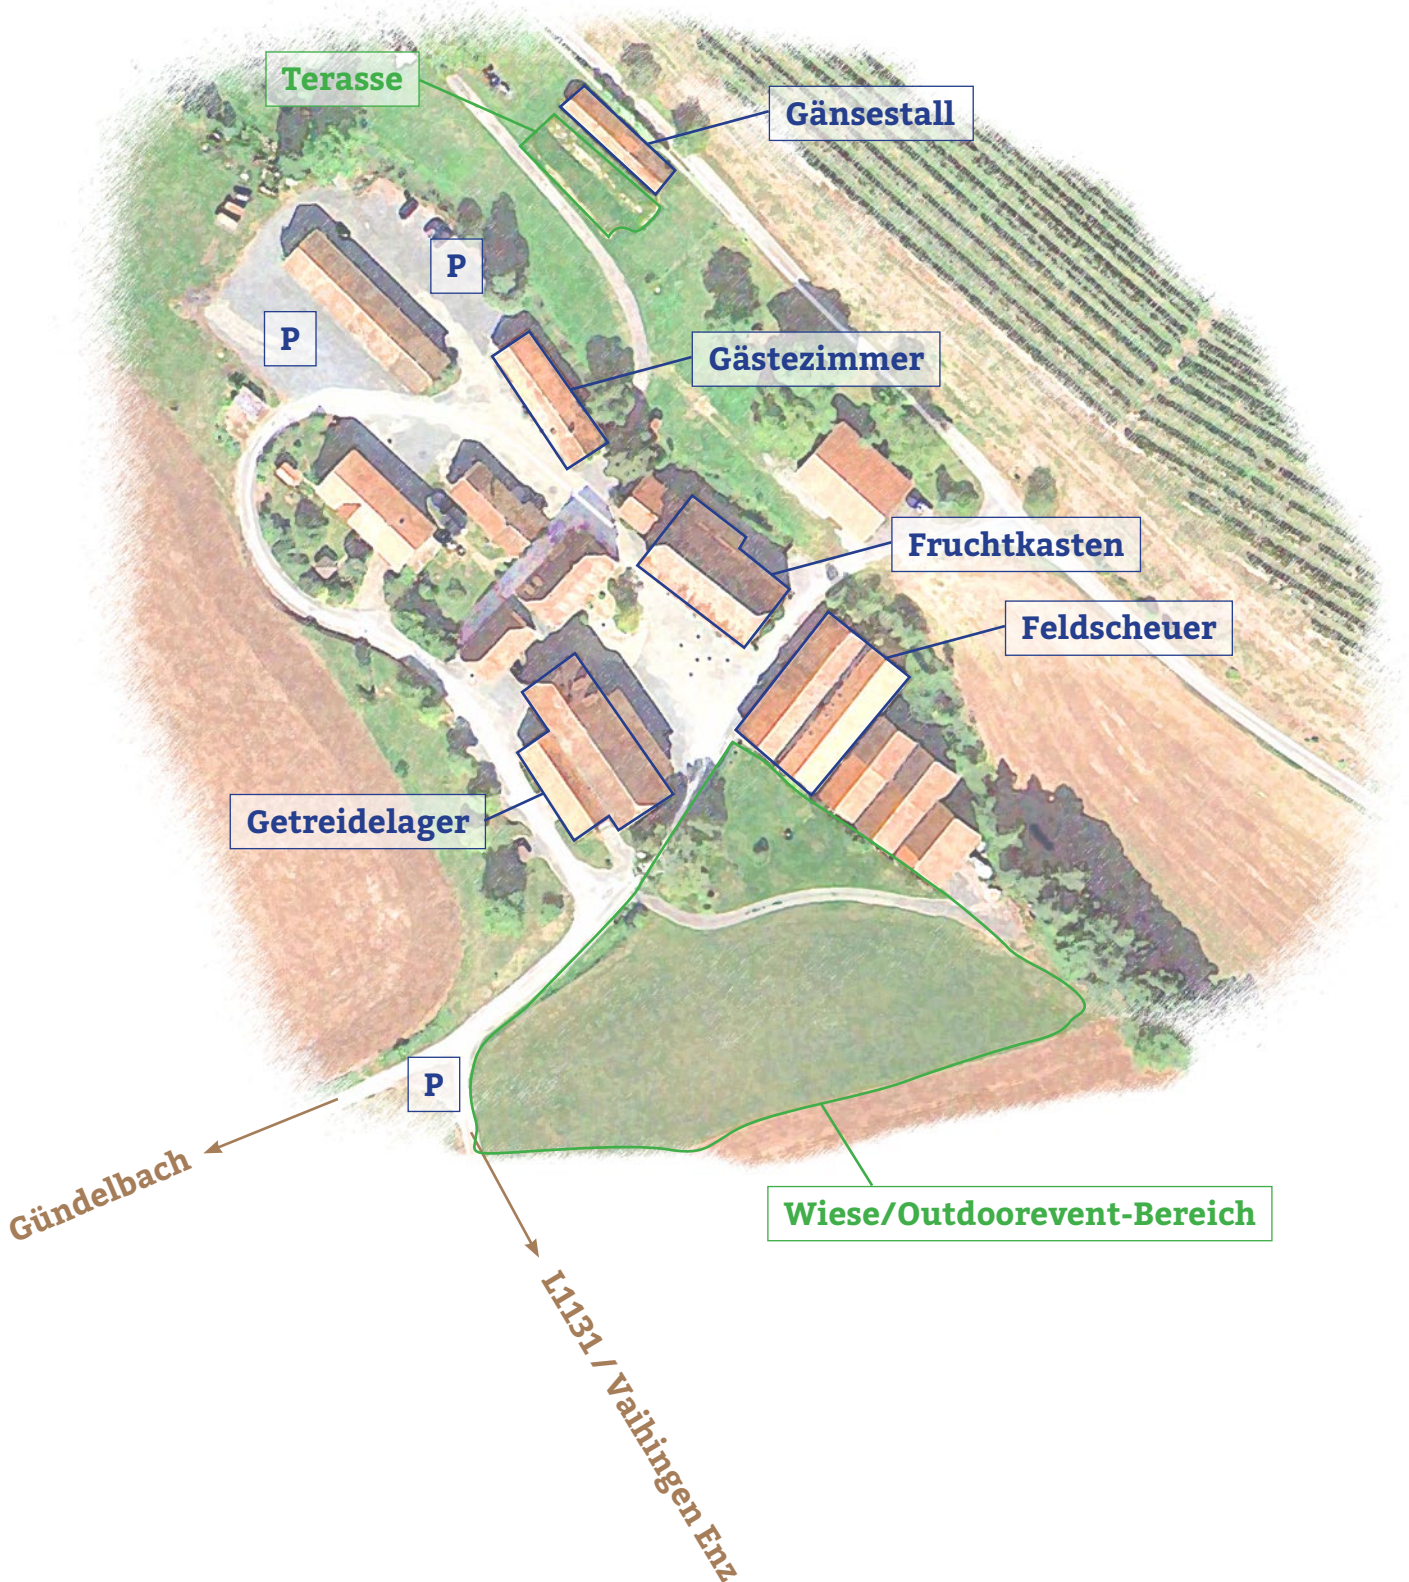 Terasse
Gänsestall
P
P
Gästezimmer
Fruchtkasten
Feldscheuer
Getreidelager
P
Gündelbach
Wiese/Outdoorevent-Bereich
L1131 / Vaihingen Enz